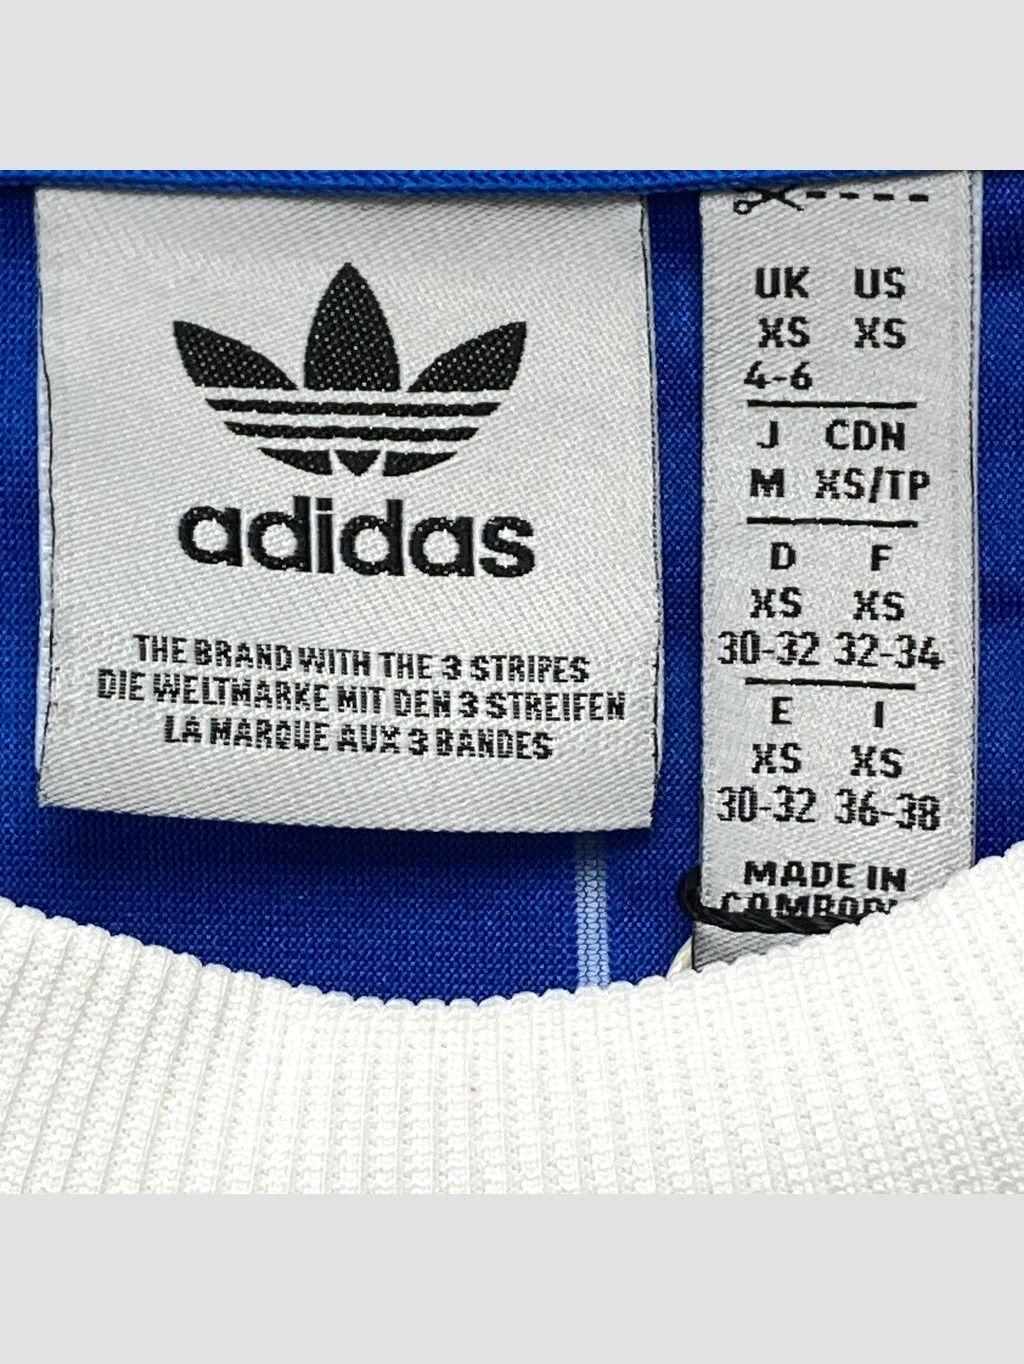 adidas
THE BRAND WITH THE 3 STRIPES
DIE WELTMARKE MIT DEN 3 STREIFEN
LA MARQUE AUX 3 BANDES
UK US
XS XS
4-6
J CDN
M XS/TP
D F
XS XS
30-32 32-34
E I
XS XS
30-32 36-38
MADE IN